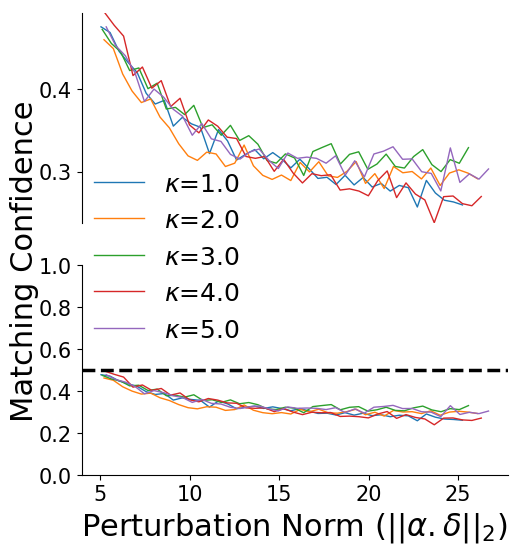 0.4
0.3
κ=1.0
κ=2.0
κ=3.0
κ=4.0
κ=5.0
Matching Confidence
1.0
0.8
0.6
0.4
0.2
0.0
5
10
15
20
25
Perturbation Norm (||α.δ||₂)